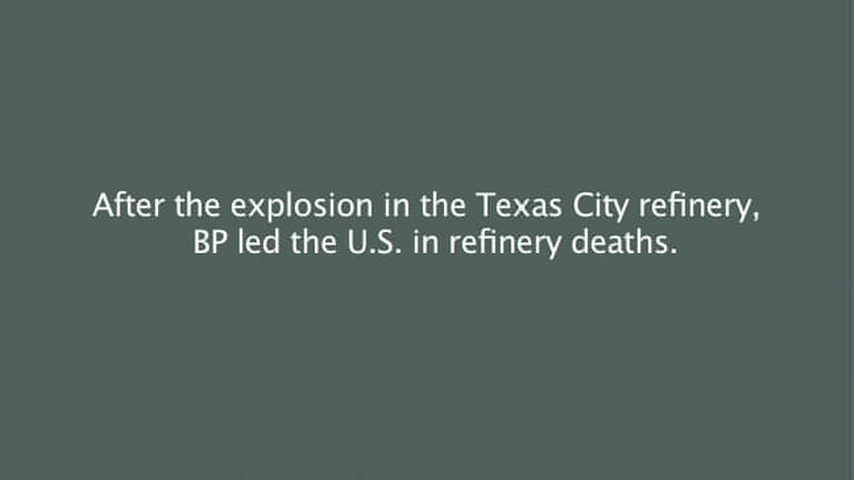 After the explosion in the Texas City refinery,
BP led the U.S. in refinery deaths.